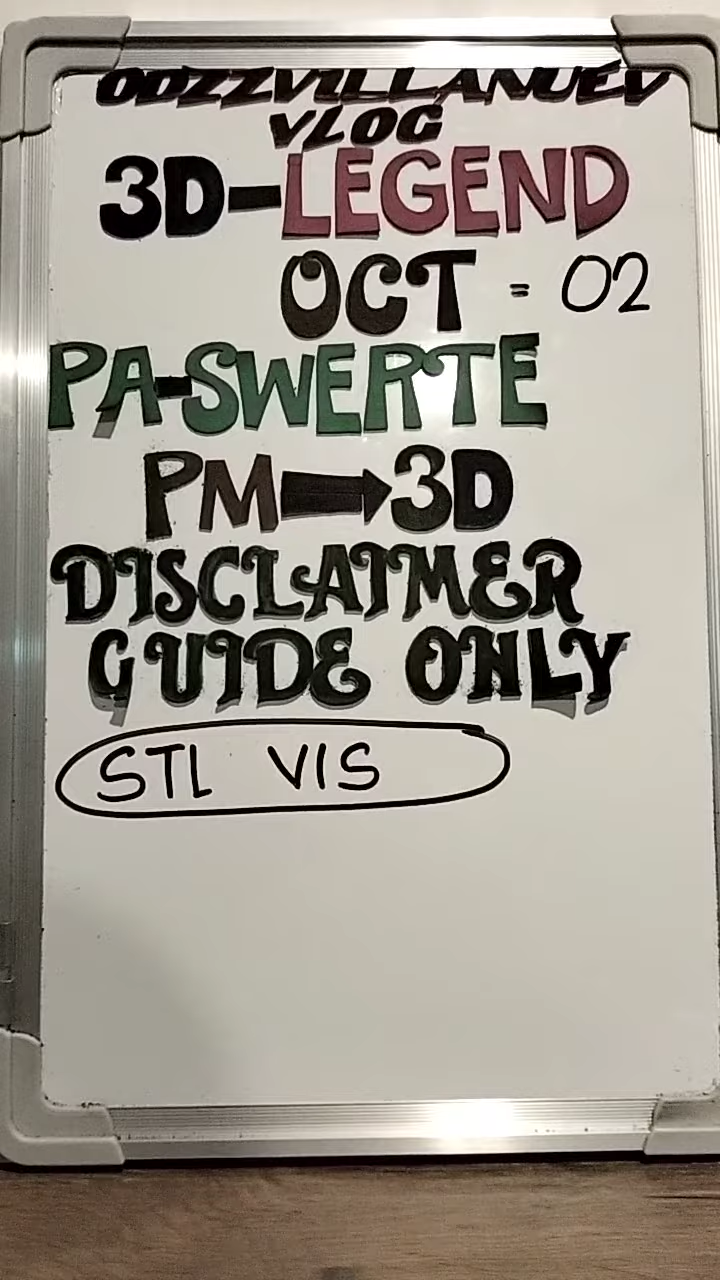 ODZZVILLANUEV
VLOG
3D-LEGEND
OCT = 02
PA-SWERTE
PM➡3D
DISCLAIMER
GUIDE ONLY
STL VIS